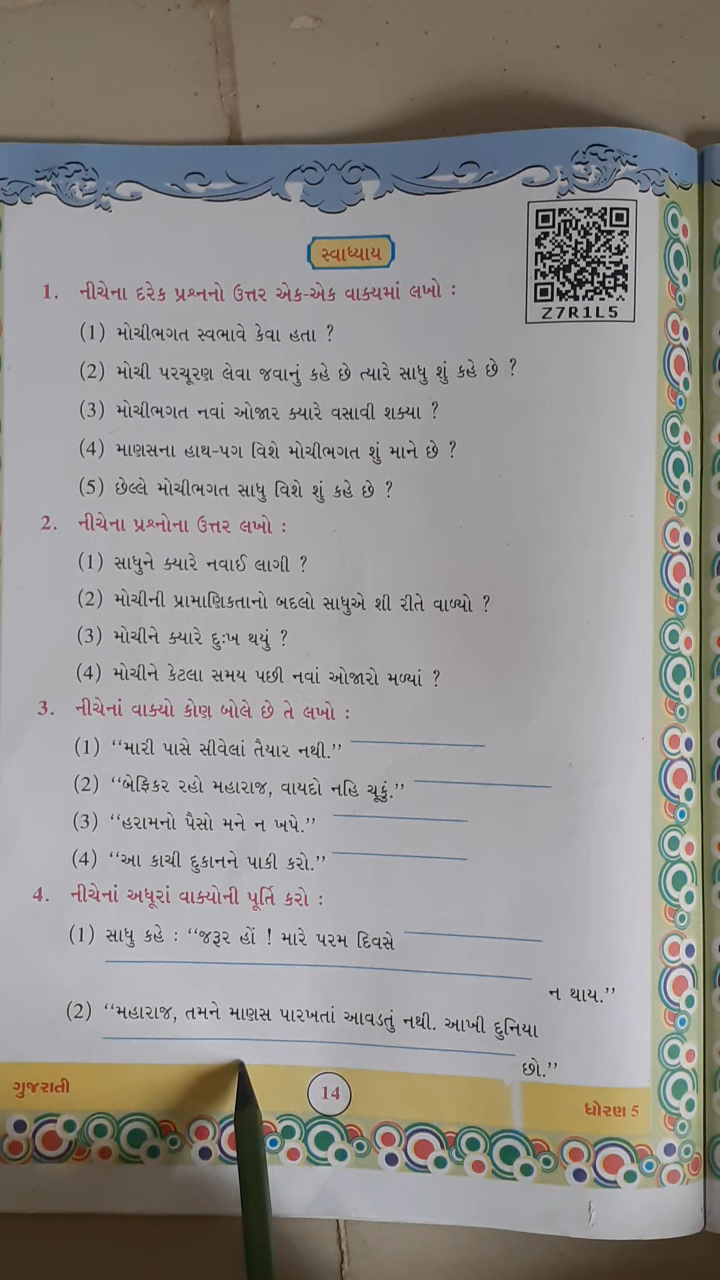 સ્વાધ્યાય
Z7R1L5
1. નીચેના દરેક પ્રશ્નનો ઉત્તર એક-એક વાક્યમાં લખો :
(1) મોચીભગત સ્વભાવે કેવા હતા ?
(2) મોચી પરચૂરણ લેવા જવાનું કહે છે ત્યારે સાધુ શું કહે છે ?
(3) મોચીભગત નવાં ઓજાર ક્યારે વસાવી શક્યા ?
(4) માણસના હાથ-પગ વિશે મોચીભગત શું માને છે ?
(5) છેલ્લે મોચીભગત સાધુ વિશે શું કહે છે ?
2. નીચેના પ્રશ્નોના ઉત્તર લખો :
(1) સાધુને ક્યારે નવાઈ લાગી ?
(2) મોચીની પ્રામાણિકતાનો બદલો સાધુએ શી રીતે વાળ્યો ?
(3) મોચીને ક્યારે દુઃખ થયું ?
(4) મોચીને કેટલા સમય પછી નવાં ઓજારો મળ્યાં ?
3. નીચેનાં વાક્યો કોણ બોલે છે તે લખો :
(1) “મારી પાસે સીવેલાં તૈયાર નથી.”
(2) “બેફિકર રહો મહારાજ, વાયદો નહિ ચૂકું.”
(3) “હરામનો પૈસો મને ન ખપે.”
(4) “આ કાચી દુકાનને પાકી કરો.”
4. નીચેનાં અધૂરાં વાક્યોની પૂર્તિ કરો :
(1) સાધુ કહે : “જરૂર હોં ! મારે પરમ દિવસે
ન થાય.”
(2) “મહારાજ, તમને માણસ પારખતાં આવડતું નથી. આખી દુનિયા
છો.”
ગુજરાતી
14
ધોરણ 5